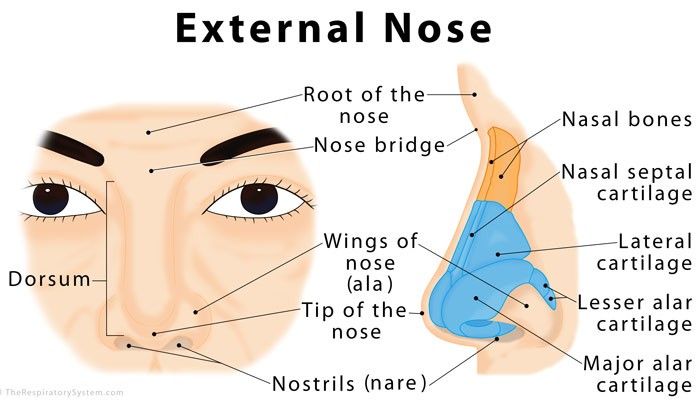 External Nose
Root of the
nose
Nose bridge
Nasal bones
Nasal septal
cartilage
Wings of
nose
(ala)
Lateral
cartilage
Dorsum
Tip of the
nose
Lesser alar
cartilage
Nostrils (nare)
Major alar
cartilage
TheRespiratorySystem.com